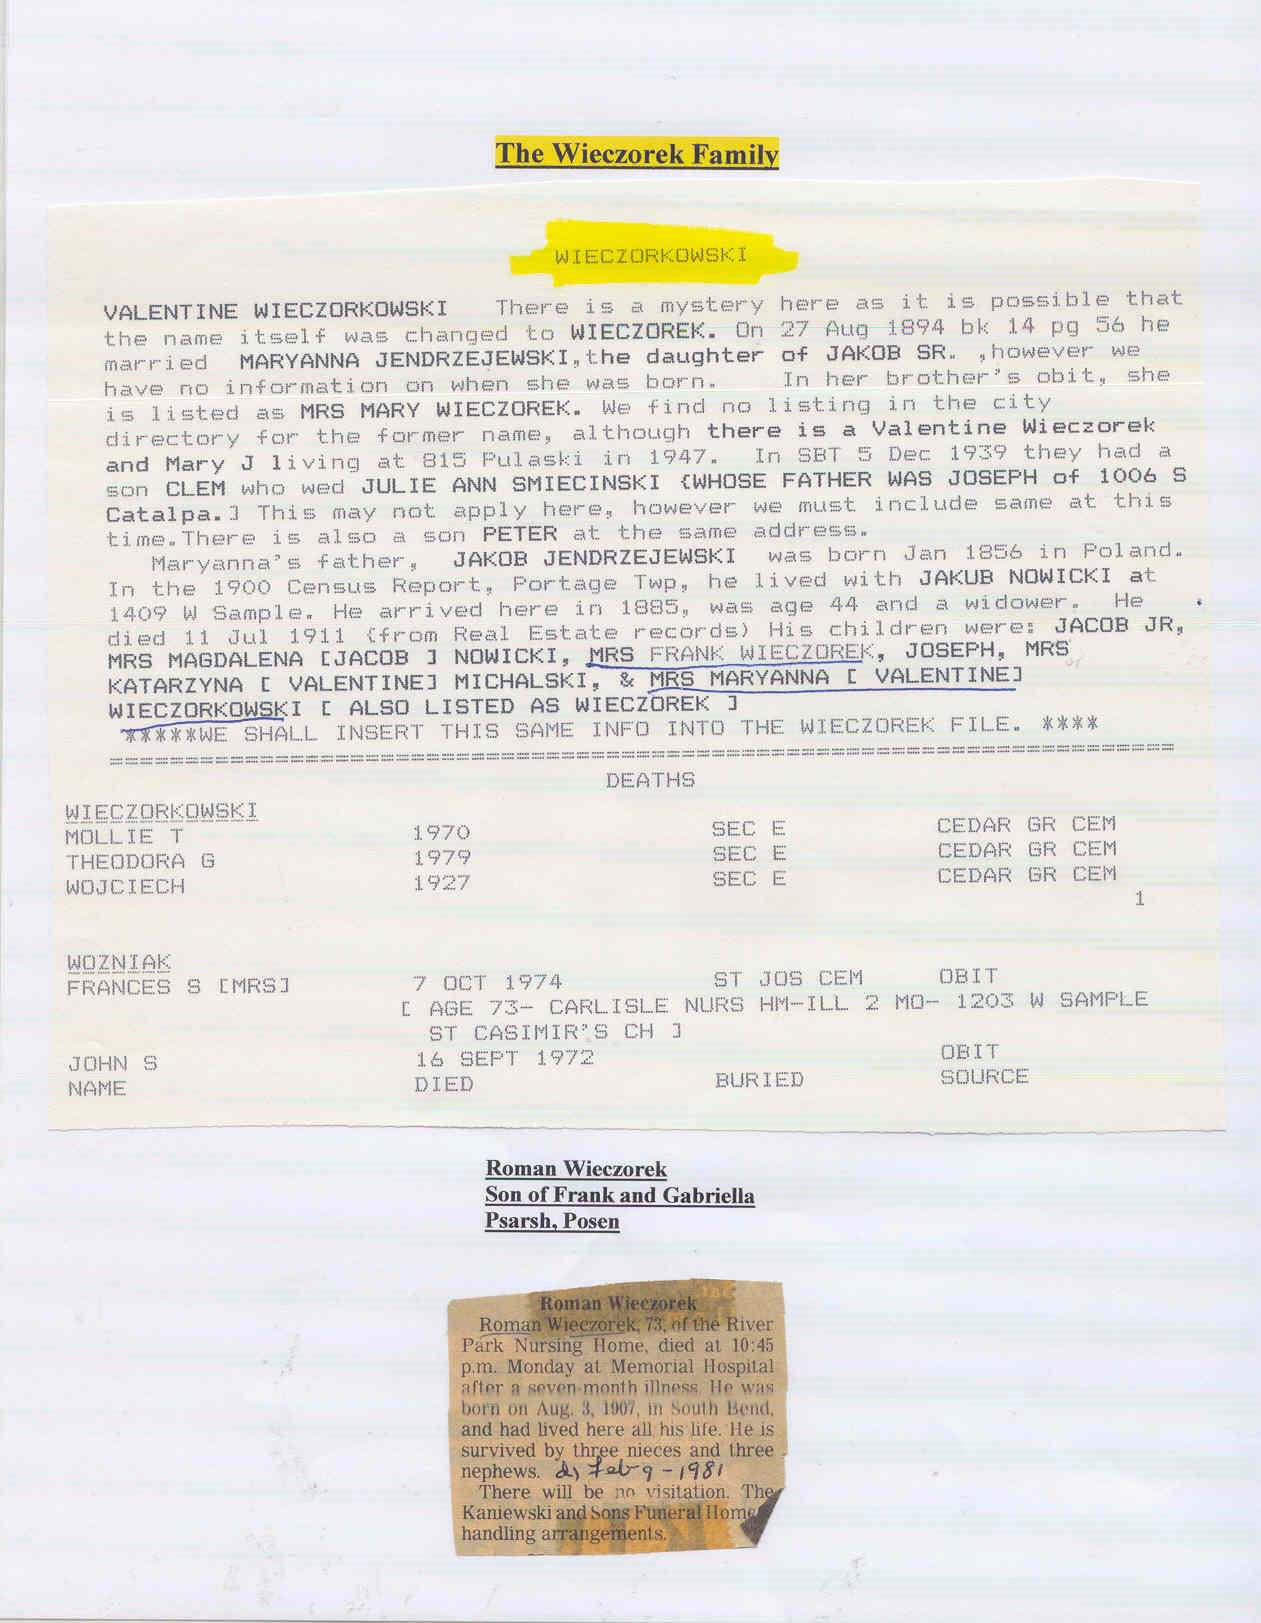 The Wieczorek Family
WIECZORKOWSKI
VALENTINE WIECZORKOWSKI There is a mystery here as it is possible that
the name itself was changed to WIECZOREK. On 27 Aug 1894 bk 14 pg 56 he
married MARYANNA JENDRZEJEWSKI,the daughter of JAKOB SR. ,however we
have no information on when she was born. In her brother's obit, she
is listed as MRS MARY WIECZOREK. We find no listing in the city
directory for the former name, although there is a Valentine Wieczorek
and Mary J living at 815 Pulaski in 1947. In SBT 5 Dec 1939 they had a
son CLEM who wed JULIE ANN SMIECINSKI {WHOSE FATHER WAS JOSEPH of 1006 S
Catalpa.] This may not apply here, however we must include same at this
time.There is also a son PETER at the same address.
Maryanna's father, JAKOB JENDRZEJEWSKI was born Jan 1856 in Poland.
In the 1900 Census Report, Portage Twp, he lived with JAKUB NOWICKI at
1409 W Sample. He arrived here in 1885, was age 44 and a widower. He
died 11 Jul 1911 (from Real Estate records) His children were: JACOB JR,
MRS MAGDALENA [JACOB ] NOWICKI, MRS FRANK WIECZOREK, JOSEPH, MRS
KATARZYNA [ VALENTINE] MICHALSKI, & MRS MARYANNA [ VALENTINE]
WIECZORKOWSKI [ ALSO LISTED AS WIECZOREK ]
*****WE SHALL INSERT THIS SAME INFO INTO THE WIECZOREK FILE. ****
DEATHS
WIECZORKOWSKI
MOLLIE T 1970 SEC E CEDAR GR CEM
THEODORA G 1979 SEC E CEDAR GR CEM
WOJCIECH 1927 SEC E CEDAR GR CEM
1
WOZNIAK
FRANCES S [MRS] 7 OCT 1974 ST JOS CEM OBIT
[ AGE 73- CARLISLE NURS HM-ILL 2 MO- 1203 W SAMPLE
ST CASIMIR'S CH ]
JOHN S 16 SEPT 1972 OBIT
NAME DIED BURIED SOURCE
Roman Wieczorek
Son of Frank and Gabriella
Psarsh, Posen
Roman Wieczorek
Roman Wieczorek, 73, of the River
Park Nursing Home, died at 10:45
p.m. Monday at Memorial Hospital
after a seven-month illness. He was
born on Aug. 3, 1907, in South Bend,
and had lived here all his life. He is
survived by three nieces and three
nephews. Feb 9-1981
There will be no visitation. The
Kaniewski and Sons Funeral Home
handling arrangements.